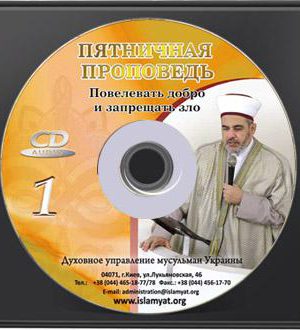 ПЯТНИЧНАЯ
ПРОПОВЕДЬ
Повелевать добро
и запрещать зло
CD
AUDIO
1
Духовное управление мусульман Украины
04071, г.Киев, ул.Лукьяновская, 46
Тел.: +38 (044) 465-18-77/78 Факс.: +38 (044) 456-17-70
E-mail: administration@islamyat.org
www.islamyat.org